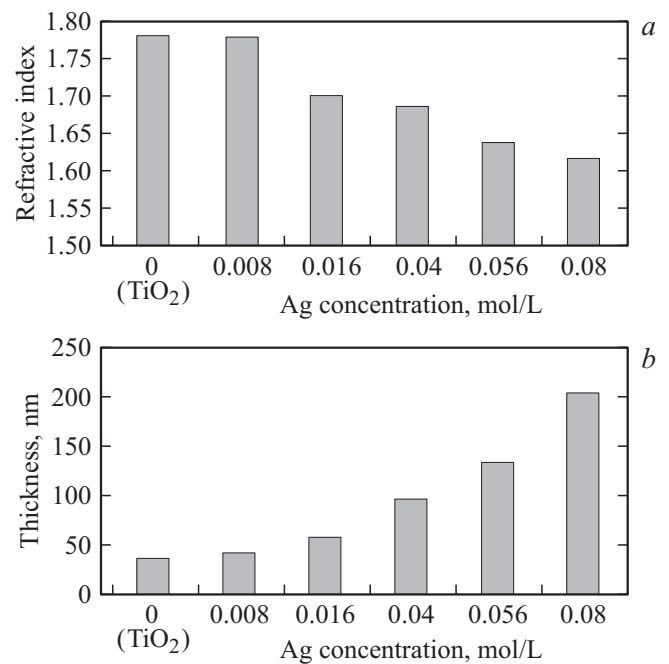 a
1.80
1.75
1.70
1.65
1.60
1.55
1.50
Refractive index
0 0.008 0.016 0.04 0.056 0.08
(TiO2)
Ag concentration, mol/L
b
250
200
150
100
50
0
Thickness, nm
0 0.008 0.016 0.04 0.056 0.08
(TiO2)
Ag concentration, mol/L